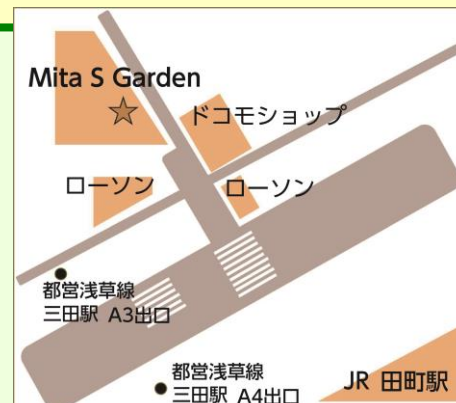 Mita S Garden
ドコモショップ
ローソン
ローソン
都営浅草線
三田駅 A3出口
都営浅草線
三田駅 A4出口
JR 田町駅